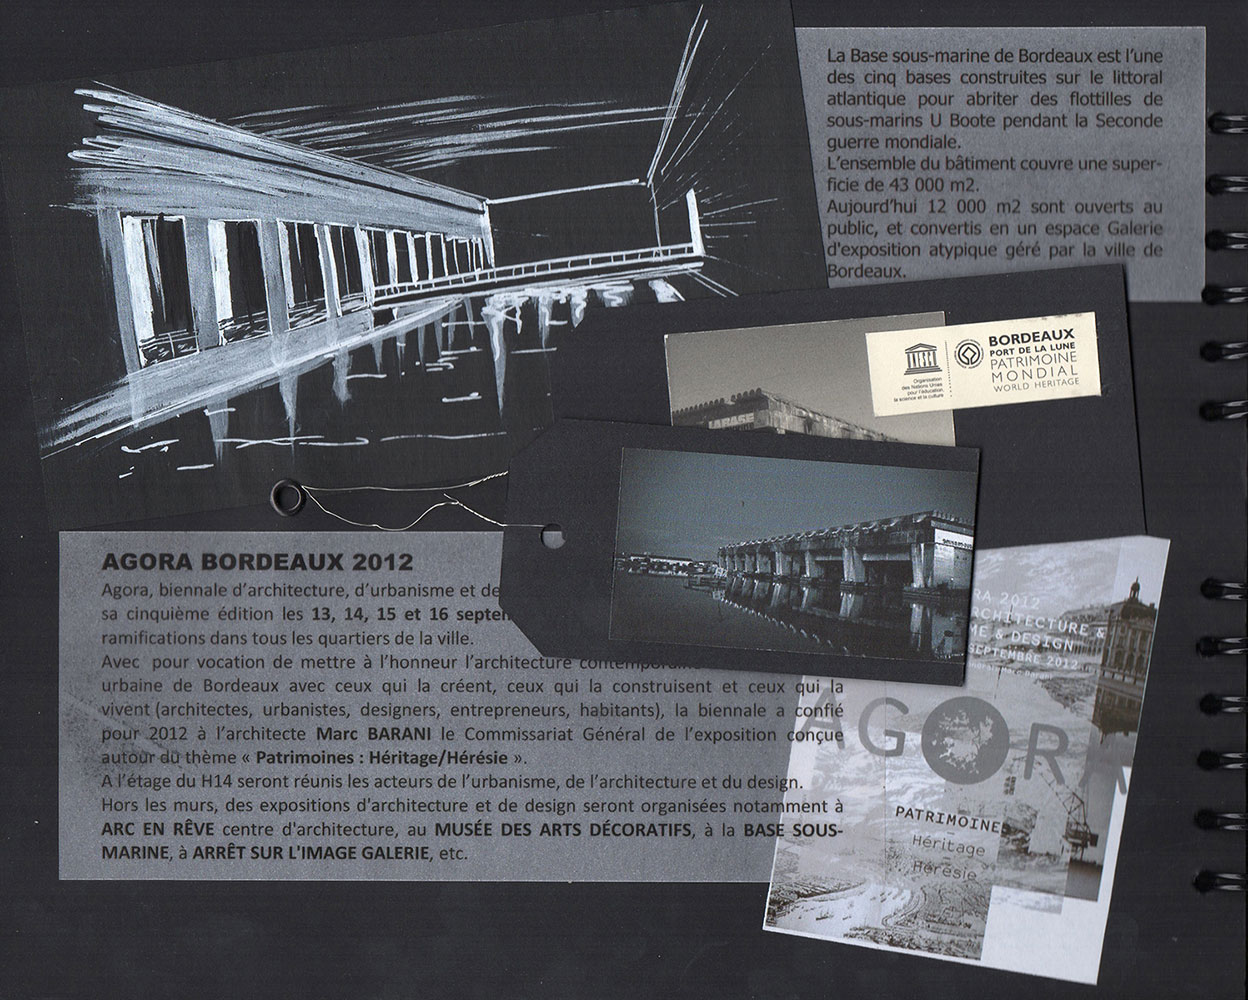 La Base sous-marine de Bordeaux est l'une
des cinq bases construites sur le littoral
atlantique pour abriter des flottilles de
sous-marins U Boote pendant la Seconde
guerre mondiale.
L'ensemble du bâtiment couvre une super-
ficie de 43 000 m2.
Aujourd'hui 12 000 m2 sont ouverts au
public, et convertis en un espace Galerie
d'exposition atypique géré par la ville de
Bordeaux.
UNESCO
Organisation
des Nations Unies
pour l'éducation,
la science et la culture
BORDEAUX
PORT DE LA LUNE
PATRIMOINE
MONDIAL
WORLD HERITAGE
AGORA BORDEAUX 2012
Agora, biennale d'architecture, d'urbanisme et de
sa cinquième édition les 13, 14, 15 et 16 septem
ramifications dans tous les quartiers de la ville.
Avec pour vocation de mettre à l'honneur l'architecture contemporain
urbaine de Bordeaux avec ceux qui la créent, ceux qui la construisent et ceux qui la
vivent (architectes, urbanistes, designers, entrepreneurs, habitants), la biennale a confié
pour 2012 à l'architecte Marc BARANI le Commissariat Général de l'exposition conçue
autour du thème « Patrimoines : Héritage/Hérésie ».
A l'étage du H14 seront réunis les acteurs de l'urbanisme, de l'architecture et du design.
Hors les murs, des expositions d'architecture et de design seront organisées notamment à
ARC EN RÊVE centre d'architecture, au MUSÉE DES ARTS DÉCORATIFS, à la BASE SOUS-
MARINE, à ARRÊT SUR L'IMAGE GALERIE, etc.
RA 2012
RCHITECTURE &
ME & DESIGN
SEPTEMBRE 2012
AGORA
PATRIMOINE
Héritage
Hérésie